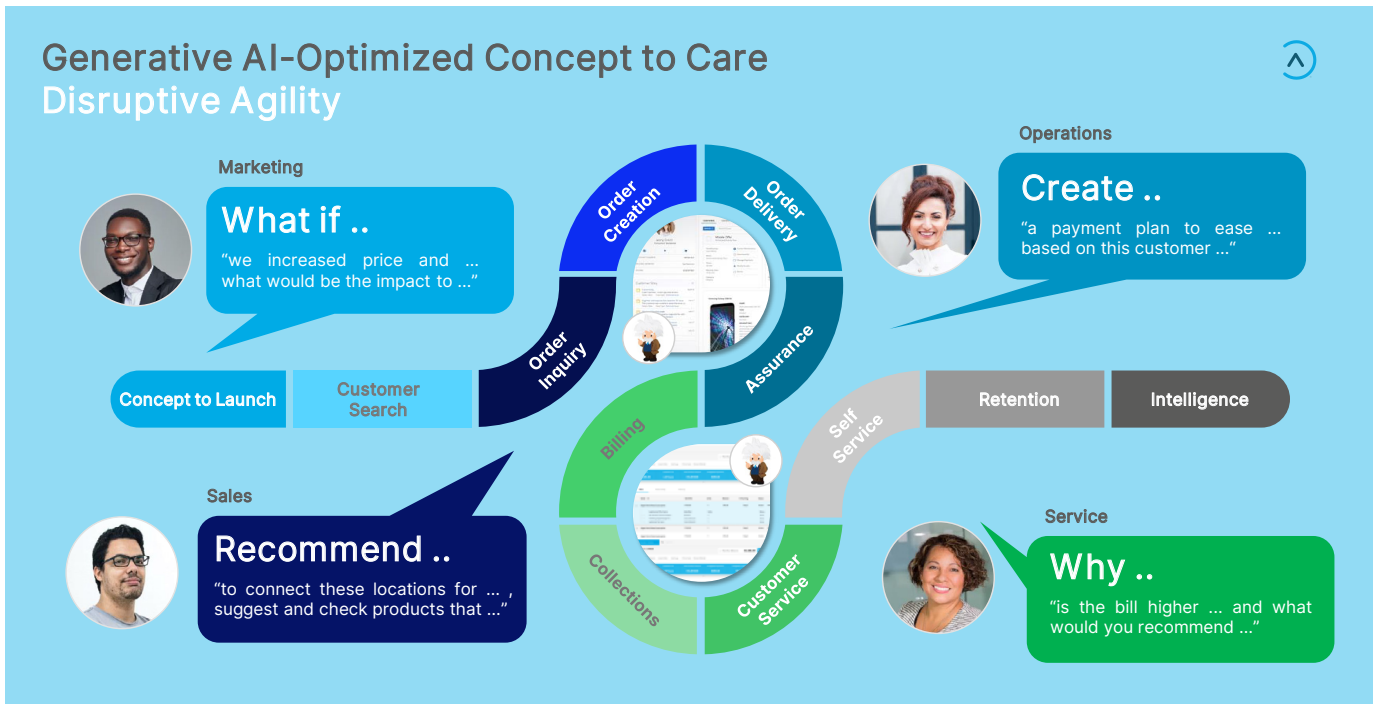 Generative AI-Optimized Concept to Care
Disruptive Agility
Marketing
What if ..
“we increased price and ...
what would be the impact to ...”
Operations
Create ..
“a payment plan to ease ...
based on this customer ...“
Order
Creation
Order
Delivery
Order
Inquiry
Assurance
Concept to Launch
Customer
Search
Billing
Self
Service
Retention
Intelligence
Collections
Customer
Service
Sales
Recommend ..
“to connect these locations for ... ,
suggest and check products that ...”
Service
Why ..
“is the bill higher ... and what
would you recommend ...”